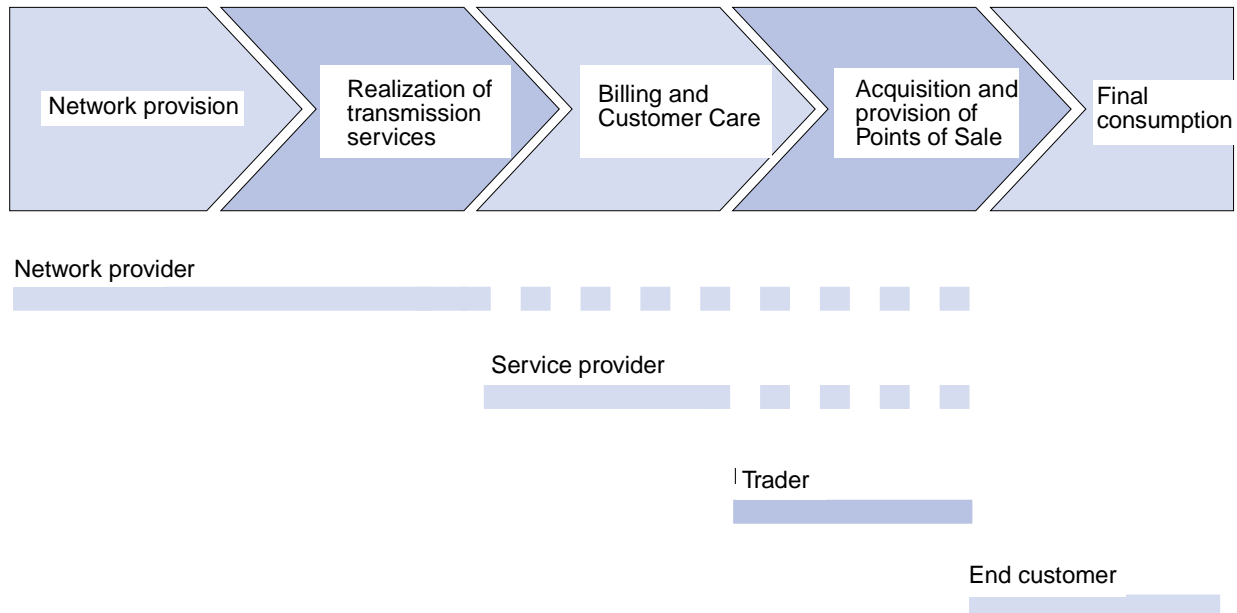 Network provision
Realization of
transmission
services
Billing and
Customer Care
Acquisition and
provision of
Points of Sale
Final
consumption
Network provider
Service provider
Trader
End customer